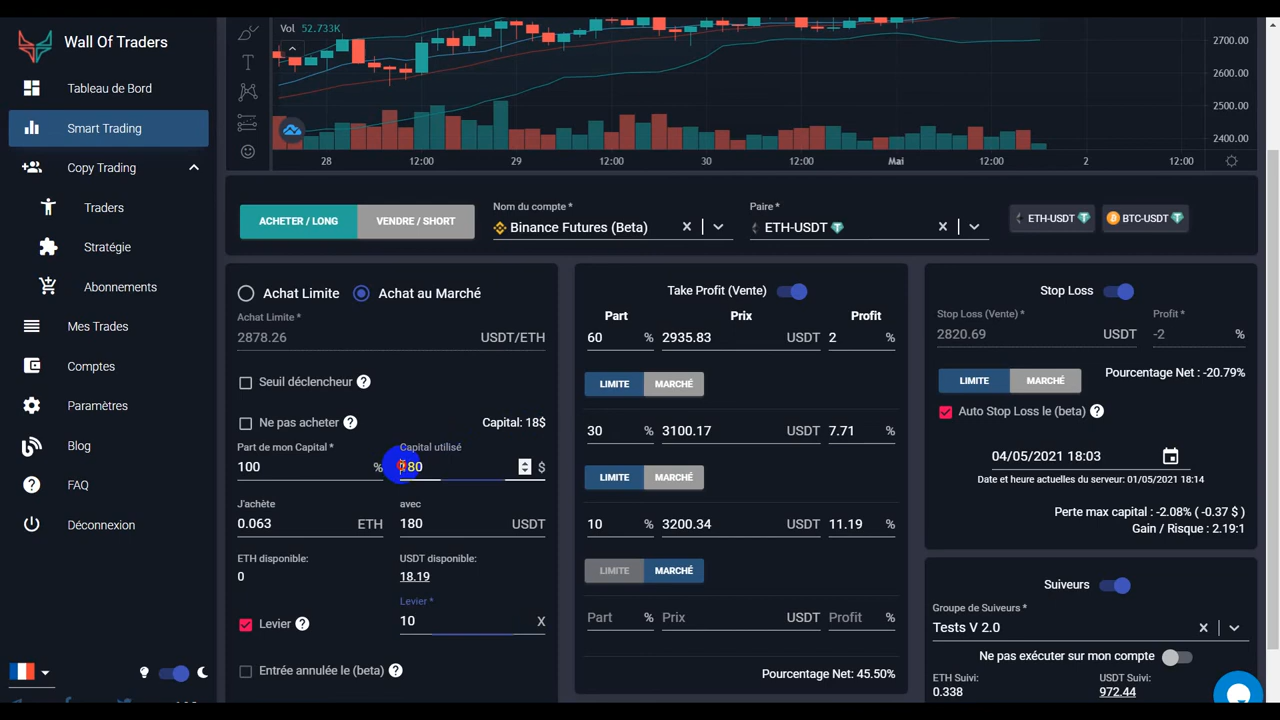 Wall Of Traders
Tableau de Bord
Smart Trading
Copy Trading
Traders
Stratégie
Abonnements
Mes Trades
Comptes
Paramètres
Blog
FAQ
Déconnexion
Vol 52.733K
2700.00
2600.00
2500.00
2400.00
28 12:00 29 12:00 30 12:00 Mai 12:00 2 12:00
ACHETER / LONG VENDRE / SHORT
Nom du compte *
Binance Futures (Beta)
Paire *
ETH-USDT
ETH-USDT BTC-USDT
Achat Limite Achat au Marché
Achat Limite *
2878.26 USDT/ETH
Seuil déclencheur ?
Ne pas acheter ? Capital: 18$
Part de mon Capital * Capital utilisé
100 % 180 $
J'achète avec
0.063 ETH 180 USDT
ETH disponible: USDT disponible:
0 18.19
Levier *
Levier ? 10 X
Entrée annulée le (beta) ?
Take Profit (Vente)
Part Prix Profit
60 % 2935.83 USDT 2 %
LIMITE MARCHÉ
30 % 3100.17 USDT 7.71 %
LIMITE MARCHÉ
10 % 3200.34 USDT 11.19 %
LIMITE MARCHÉ
Part % Prix USDT Profit %
Pourcentage Net: 45.50%
Stop Loss
Stop Loss (Vente) * Profit *
2820.69 USDT -2 %
LIMITE MARCHÉ Pourcentage Net : -20.79%
Auto Stop Loss le (beta) ?
04/05/2021 18:03
Date et heure actuelles du serveur: 01/05/2021 18:14
Perte max capital : -2.08% ( -0.37 $ )
Gain / Risque : 2.19:1
Suiveurs
Groupe de Suiveurs *
Tests V 2.0
Ne pas exécuter sur mon compte
ETH Suivi: USDT Suivi:
0.338 972.44